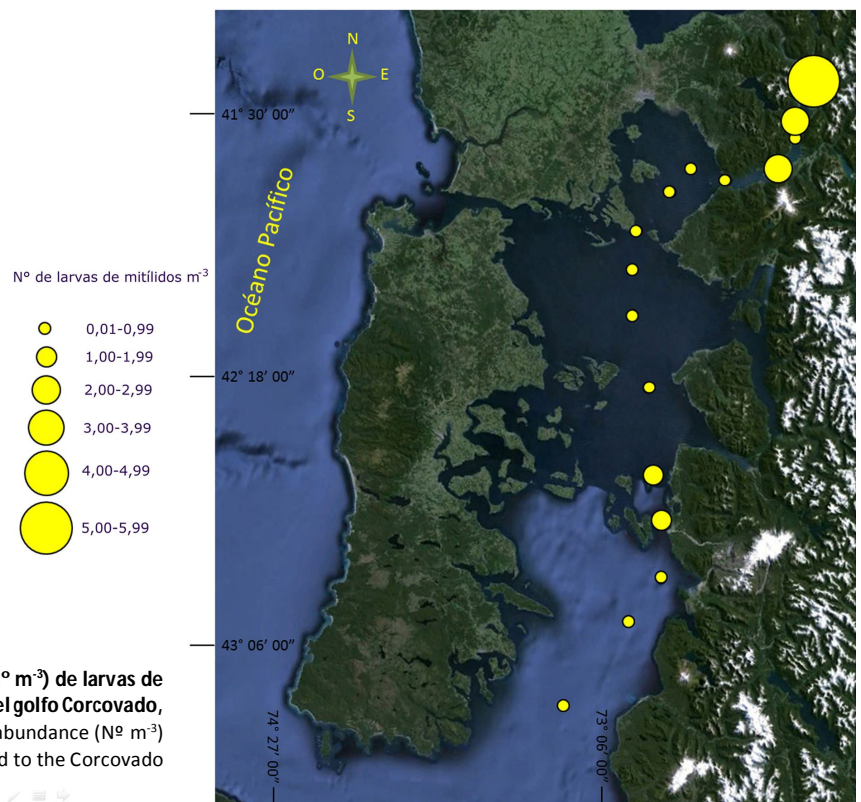 N
O E
S
41° 30’ 00”
Océano Pacífico
Nº de larvas de mitílidos m-3
0,01-0,99
1,00-1,99
2,00-2,99
3,00-3,99
4,00-4,99
5,00-5,99
42° 18’ 00”
43° 06’ 00”
74° 27’ 00”
73° 06’ 00”
º m-3) de larvas de
el golfo Corcovado,
abundance (Nº m-3)
d to the Corcovado